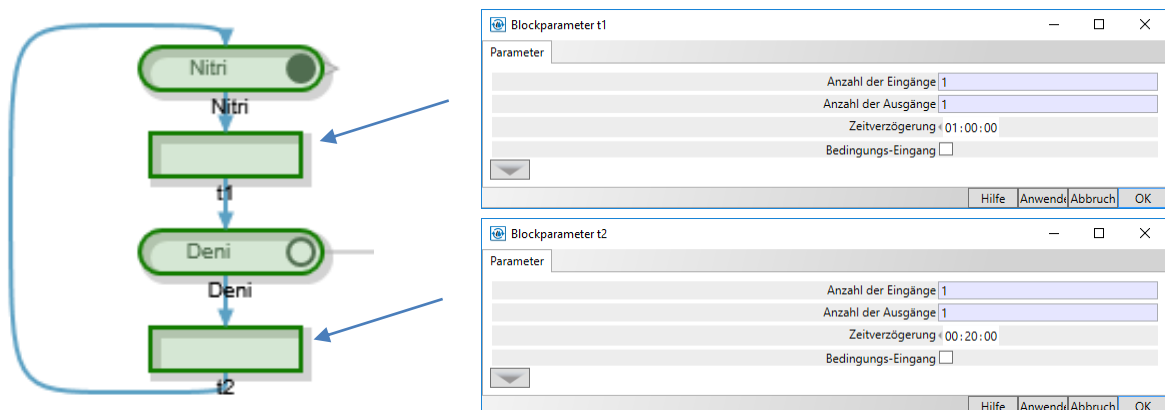 Nitri
Nitri
t1
Deni
Deni
t2
Blockparameter t1
Parameter
Anzahl der Eingänge 1
Anzahl der Ausgänge 1
Zeitverzögerung 01:00:00
Bedingungs-Eingang
Hilfe Anwende Abbruch OK
Blockparameter t2
Parameter
Anzahl der Eingänge 1
Anzahl der Ausgänge 1
Zeitverzögerung 00:20:00
Bedingungs-Eingang
Hilfe Anwende Abbruch OK